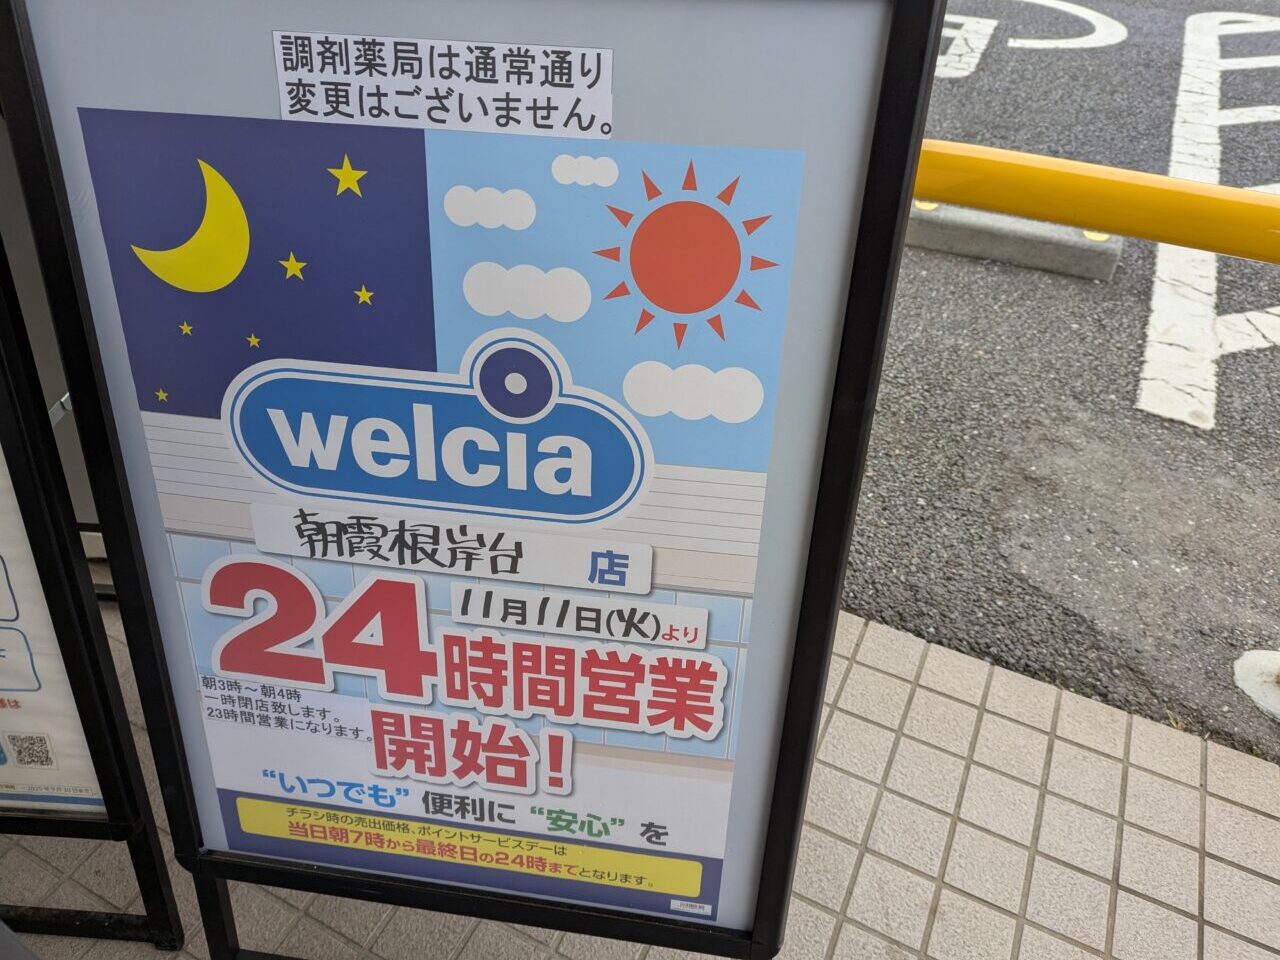 調剤薬局は通常通り
変更はございません。
welcia
朝霞根岸台 店
11月11日(火)より
24時間営業
朝3時～朝4時
一時閉店致します。
23時間営業になります。
開始!
“いつでも” 便利に “安心” を
チラシ時の売出価格、ポイントサービスデーは
当日朝7時から最終日の24時までとなります。